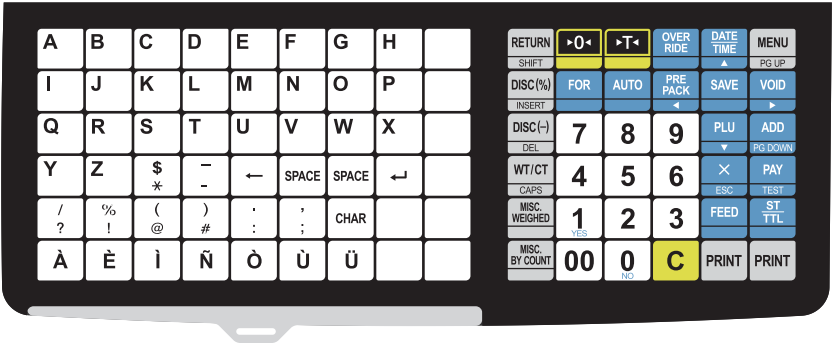 A B C D E F G H RETURN SHIFT ▸0◂ ▸T◂ OVER RIDE DATE TIME ▲ MENU PG UP
I J K L M N O P DISC(%) INSERT FOR AUTO PRE PACK ◀ SAVE VOID ▶
Q R S T U V W X DISC(–) DEL 7 8 9 PLU ▼ ADD PG DOWN
Y Z $ * – - ← SPACE SPACE ↵ WT/CT CAPS 4 5 6 × ESC PAY TEST
/ ? % ! ( @ ) # . : , ; CHAR MISC. WEIGHED 1 YES 2 3 FEED ST TTL
À È Ì Ñ Ò Ù Ü MISC. BY COUNT 00 0 NO C PRINT PRINT